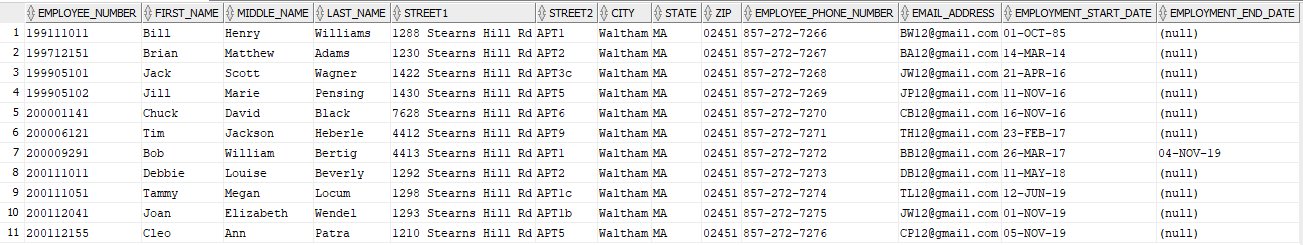 EMPLOYEE_NUMBER FIRST_NAME MIDDLE_NAME LAST_NAME STREET1 STREET2 CITY STATE ZIP EMPLOYEE_PHONE_NUMBER EMAIL_ADDRESS EMPLOYMENT_START_DATE EMPLOYMENT_END_DATE
1 199111011 Bill Henry Williams 1288 Stearns Hill Rd APT1 Waltham MA 02451 857-272-7266 BW12@gmail.com 01-OCT-85 (null)
2 199712151 Brian Matthew Adams 1230 Stearns Hill Rd APT2 Waltham MA 02451 857-272-7267 BA12@gmail.com 14-MAR-14 (null)
3 199905101 Jack Scott Wagner 1422 Stearns Hill Rd APT3c Waltham MA 02451 857-272-7268 JW12@gmail.com 21-APR-16 (null)
4 199905102 Jill Marie Pensing 1430 Stearns Hill Rd APT5 Waltham MA 02451 857-272-7269 JP12@gmail.com 11-NOV-16 (null)
5 200001141 Chuck David Black 7628 Stearns Hill Rd APT6 Waltham MA 02451 857-272-7270 CB12@gmail.com 16-NOV-16 (null)
6 200006121 Tim Jackson Heberle 4412 Stearns Hill Rd APT9 Waltham MA 02451 857-272-7271 TH12@gmail.com 23-FEB-17 (null)
7 200009291 Bob William Bertig 4413 Stearns Hill Rd APT1 Waltham MA 02451 857-272-7272 BB12@gmail.com 26-MAR-17 04-NOV-19
8 200111011 Debbie Louise Beverly 1292 Stearns Hill Rd APT2 Waltham MA 02451 857-272-7273 DB12@gmail.com 11-MAY-18 (null)
9 200111051 Tammy Megan Locum 1298 Stearns Hill Rd APT1c Waltham MA 02451 857-272-7274 TL12@gmail.com 12-JUN-19 (null)
10 200112041 Joan Elizabeth Wendel 1293 Stearns Hill Rd APT1b Waltham MA 02451 857-272-7275 JW12@gmail.com 01-NOV-19 (null)
11 200112155 Cleo Ann Patra 1210 Stearns Hill Rd APT5 Waltham MA 02451 857-272-7276 CP12@gmail.com 05-NOV-19 (null)